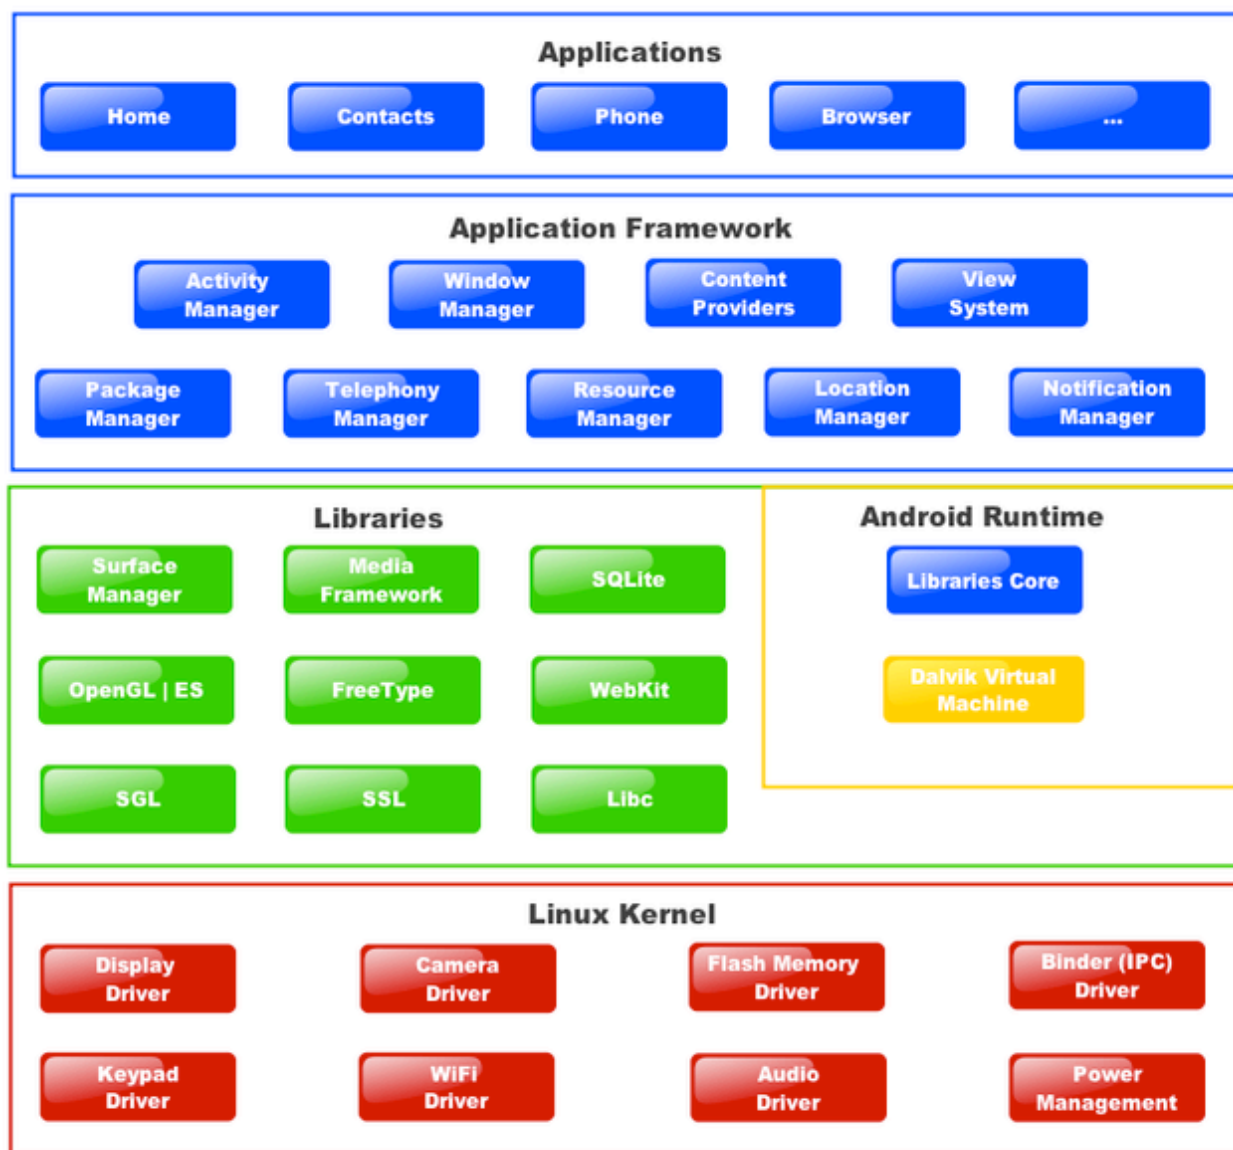 Applications
Home
Contacts
Phone
Browser
...
Application Framework
Activity
Manager
Window
Manager
Content
Providers
View
System
Package
Manager
Telephony
Manager
Resource
Manager
Location
Manager
Notification
Manager
Libraries
Surface
Manager
Media
Framework
SQLite
OpenGL | ES
FreeType
WebKit
SGL
SSL
Libc
Android Runtime
Libraries Core
Dalvik Virtual
Machine
Linux Kernel
Display
Driver
Camera
Driver
Flash Memory
Driver
Binder (IPC)
Driver
Keypad
Driver
WiFi
Driver
Audio
Driver
Power
Management